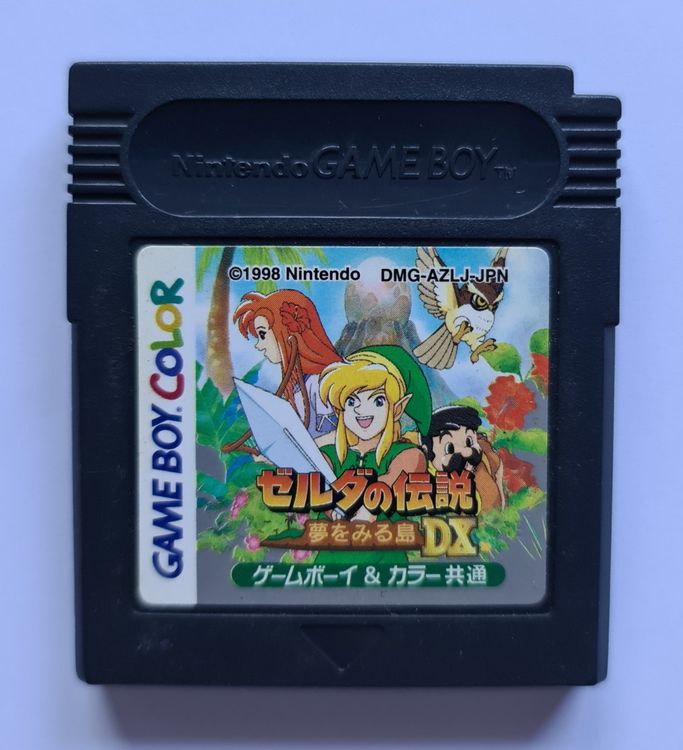 Nintendo GAME BOY™
©1998 Nintendo DMG-AZLJ-JPN
GAME BOY COLOR
ゼルダの伝説
夢をみる島 DX
ゲームボーイ & カラー 共通